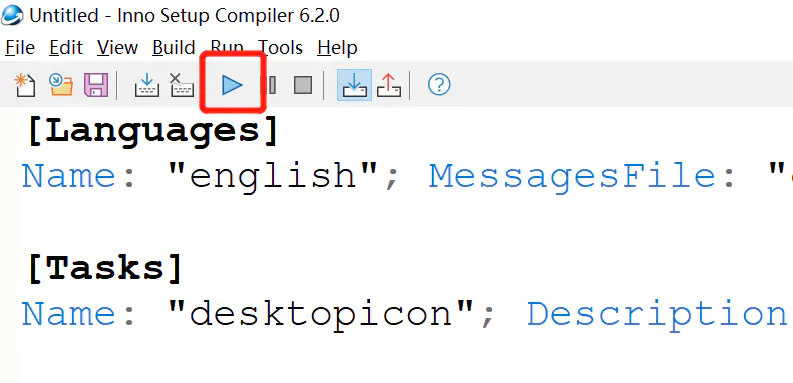 Untitled - Inno Setup Compiler 6.2.0
File Edit View Build Run Tools Help
[Languages]
Name: "english"; MessagesFile: "
[Tasks]
Name: "desktopicon"; Description